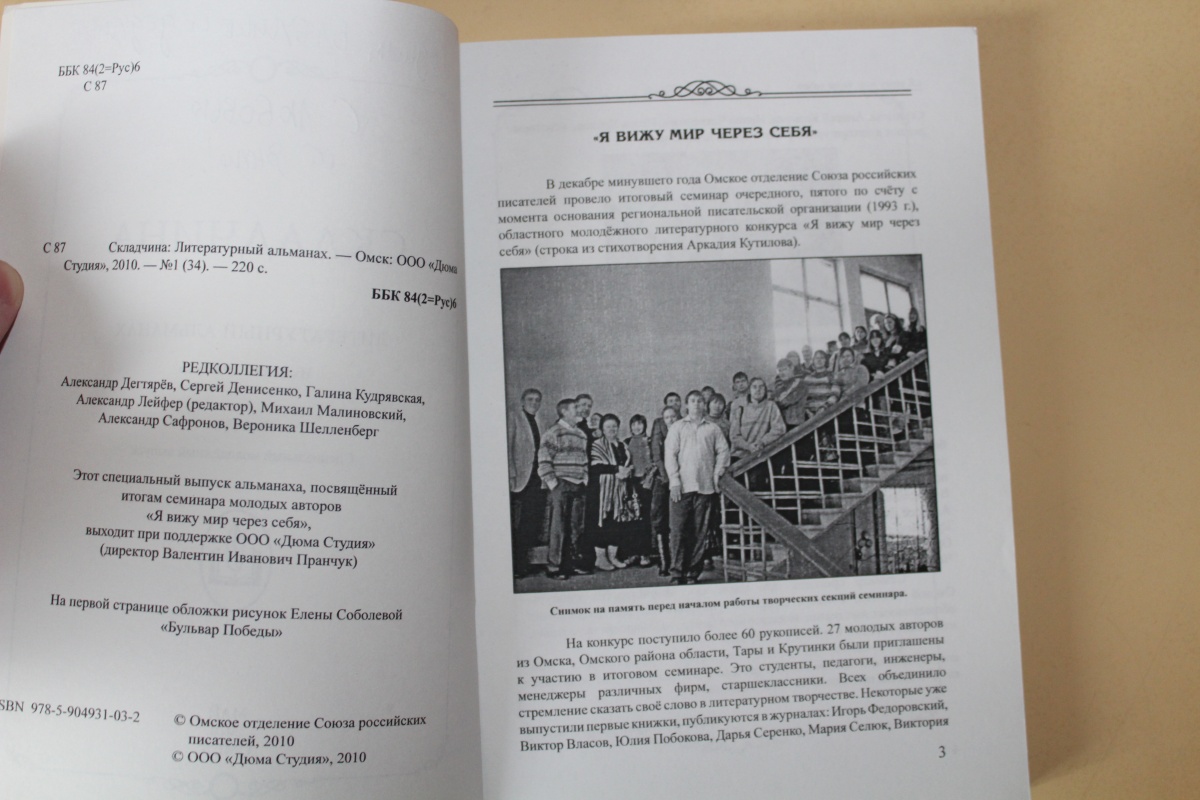 ББК 84(2=Рус)6
С 87
С 87 Складчина: Литературный альманах. — Омск: ООО «Дюма
Студия», 2010. — №1 (34). — 220 с.
ББК 84(2=Рус)6
РЕДКОЛЛЕГИЯ:
Александр Дегтярёв, Сергей Денисенко, Галина Кудрявская,
Александр Лейфер (редактор), Михаил Малиновский,
Александр Сафронов, Вероника Шелленберг
Этот специальный выпуск альманаха, посвящённый
итогам семинара молодых авторов
«Я вижу мир через себя»,
выходит при поддержке ООО «Дюма Студия»
(директор Валентин Иванович Пранчук)
На первой странице обложки рисунок Елены Соболевой
«Бульвар Победы»
ISBN 978-5-904931-03-2
© Омское отделение Союза российских
писателей, 2010
© ООО «Дюма Студия», 2010
«Я ВИЖУ МИР ЧЕРЕЗ СЕБЯ»
В декабре минувшего года Омское отделение Союза российских
писателей провело итоговый семинар очередного, пятого по счёту с
момента основания региональной писательской организации (1993 г.),
областного молодёжного литературного конкурса «Я вижу мир через
себя» (строка из стихотворения Аркадия Кутилова).
Снимок на память перед началом работы творческих секций семинара.
На конкурс поступило более 60 рукописей. 27 молодых авторов
из Омска, Омского района области, Тары и Крутинки были приглашены
к участию в итоговом семинаре. Это студенты, педагоги, инженеры,
менеджеры различных фирм, старшеклассники. Всех объединило
стремление сказать своё слово в литературном творчестве. Некоторые уже
выпустили первые книжки, публикуются в журналах: Игорь Федоровский,
Виктор Власов, Юлия Побокова, Дарья Серенко, Мария Селюк, Виктория
3